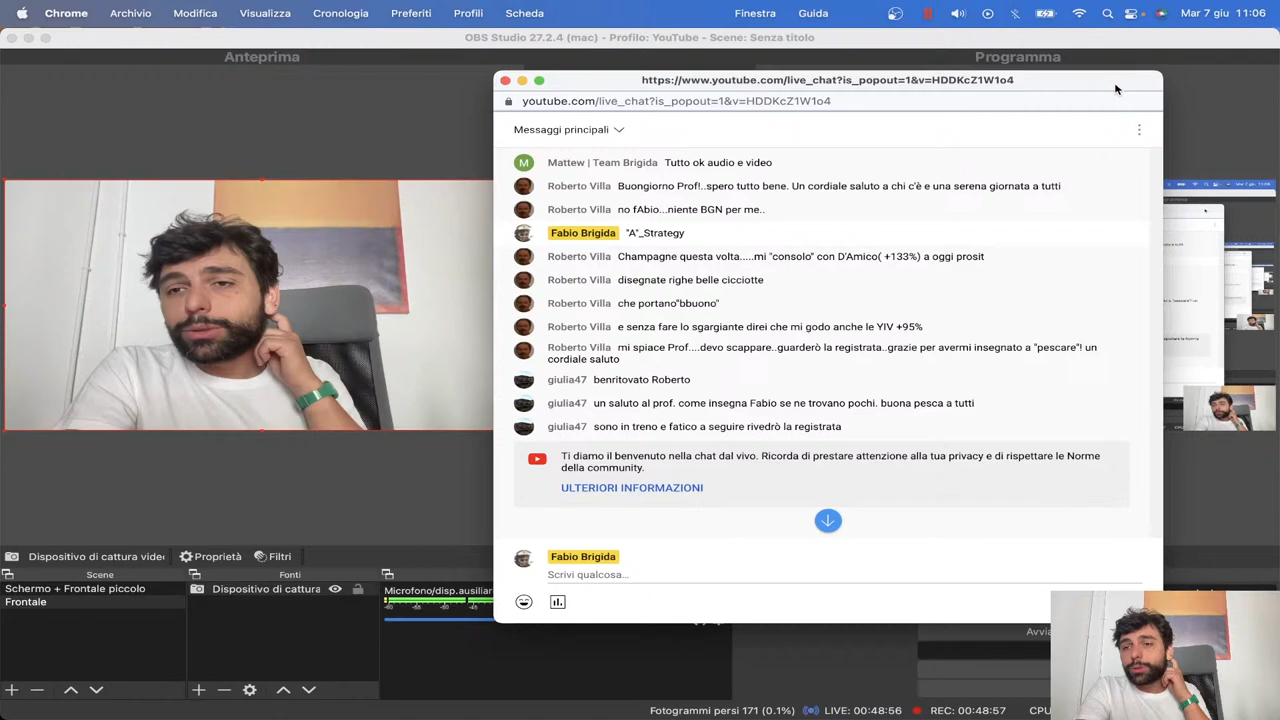 Chrome Archivio Modifica Visualizza Cronologia Preferiti Profili Scheda Finestra Guida Mar 7 giu 11:06
OBS Studio 27.2.4 (mac) - Profilo: YouTube - Scene: Senza titolo
Anteprima
Programma
https://www.youtube.com/live_chat?is_popout=1&v=HDDKcZ1W1o4
youtube.com/live_chat?is_popout=1&v=HDDKcZ1W1o4
Messaggi principali
M Mattew | Team Brigida Tutto ok audio e video
Roberto Villa Buongiorno Prof!..spero tutto bene. Un cordiale saluto a chi c'è e una serena giornata a tutti
Roberto Villa no fAbio...niente BGN per me..
Fabio Brigida "A"_Strategy
Roberto Villa Champagne questa volta.....mi "consolo" con D'Amico( +133%) a oggi prosit
Roberto Villa disegnate righe belle cicciotte
Roberto Villa che portano"bbuono"
Roberto Villa e senza fare lo sgargiante direi che mi godo anche le YIV +95%
Roberto Villa mi spiace Prof....devo scappare..guarderò la registrata..grazie per avermi insegnato a "pescare"! un
cordiale saluto
giulia47 benritovato Roberto
giulia47 un saluto al prof. come insegna Fabio se ne trovano pochi. buona pesca a tutti
giulia47 sono in treno e fatico a seguire rivedrò la registrata
Ti diamo il benvenuto nella chat dal vivo. Ricorda di prestare attenzione alla tua privacy e di rispettare le Norme
della community.
ULTERIORI INFORMAZIONI
Fabio Brigida
Scrivi qualcosa...
Dispositivo di cattura vide Proprietà Filtri
Scene
Fonti
Schermo + Frontale piccolo
Frontale
Dispositivo di cattura
Microfono/disp.ausiliar
-60
Avvia
Fotogrammi persi 171 (0.1%) LIVE: 00:48:56 REC: 00:48:57 CPU